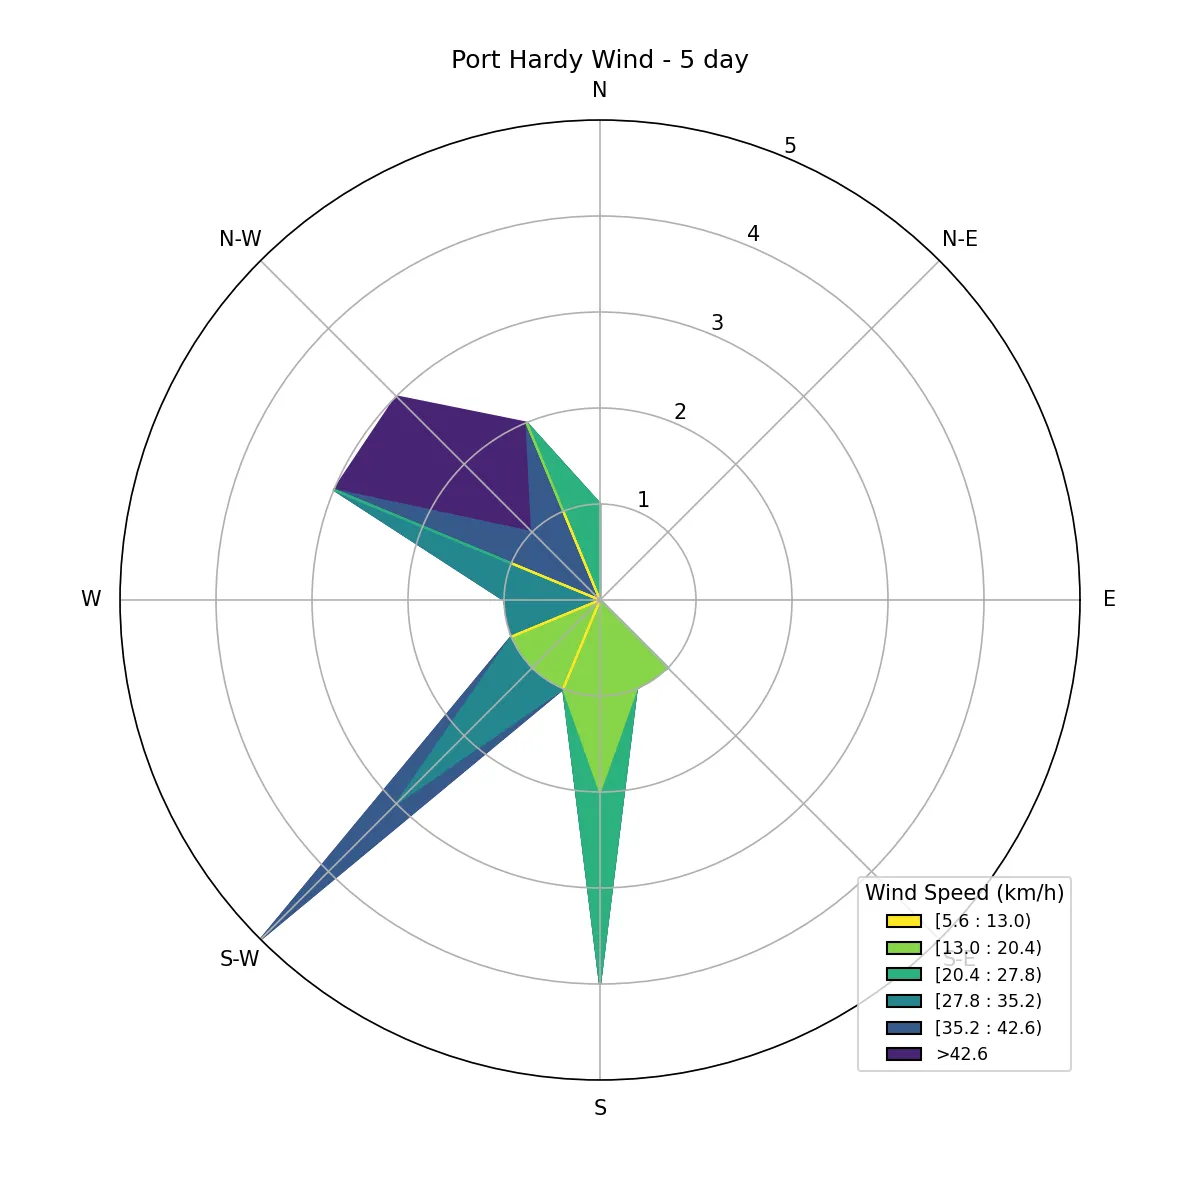 Port Hardy Wind - 5 day
N
5
N-W
N-E
4
3
2
1
W
E
S-W
S-E
S
Wind Speed (km/h)
[5.6 : 13.0)
[13.0 : 20.4)
[20.4 : 27.8)
[27.8 : 35.2)
[35.2 : 42.6)
>42.6